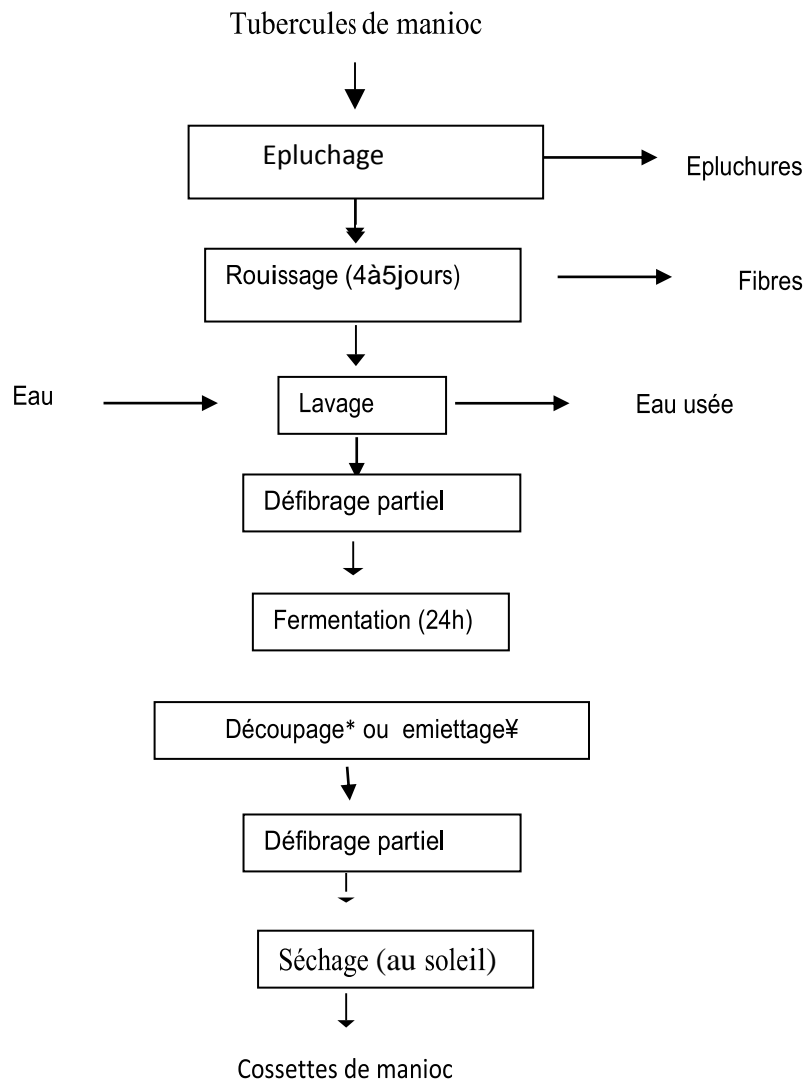 Tubercules de manioc
Epluchage
Epluchures
Rouissage (4à5jours)
Fibres
Eau
Lavage
Eau usée
Défibrage partiel
Fermentation (24h)
Découpage* ou emiettage¥
Défibrage partiel
Séchage (au soleil)
Cossettes de manioc